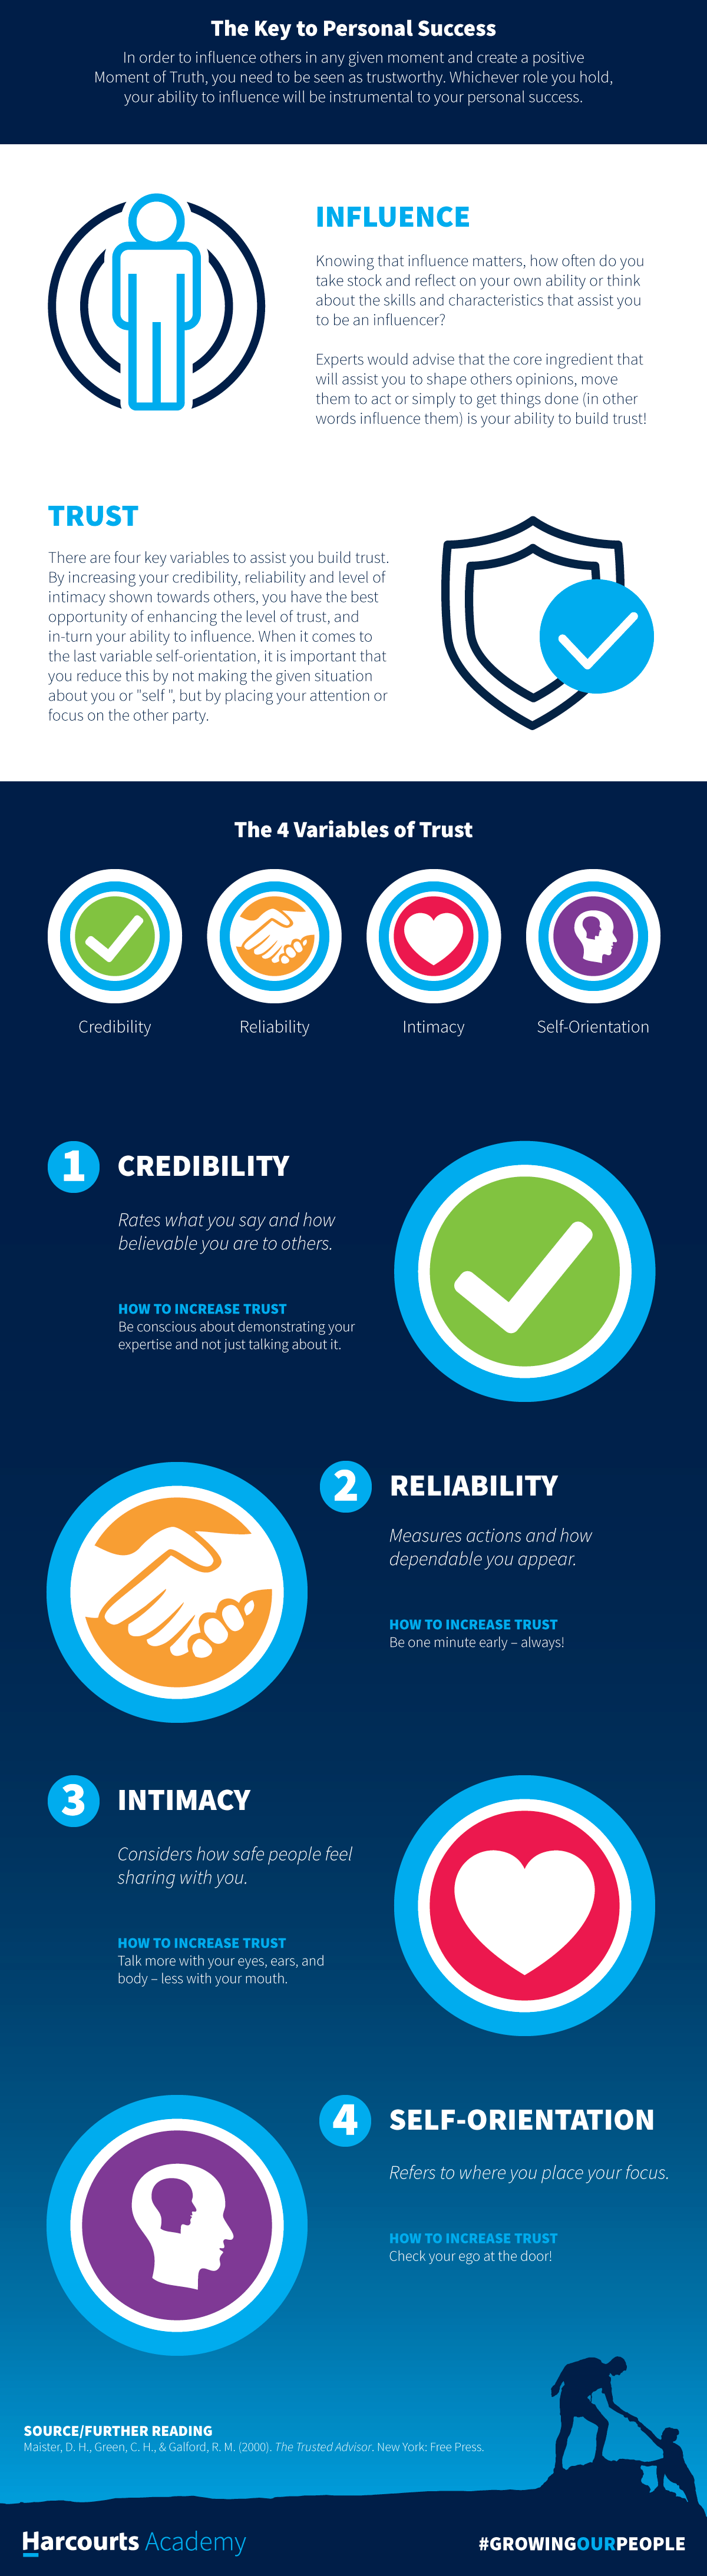 The Key to Personal Success
In order to influence others in any given moment and create a positive
Moment of Truth, you need to be seen as trustworthy. Whichever role you hold,
your ability to influence will be instrumental to your personal success.
INFLUENCE
Knowing that influence matters, how often do you
take stock and reflect on your own ability or think
about the skills and characteristics that assist you
to be an influencer?
Experts would advise that the core ingredient that
will assist you to shape others opinions, move
them to act or simply to get things done (in other
words influence them) is your ability to build trust!
TRUST
There are four key variables to assist you build trust.
By increasing your credibility, reliability and level of
intimacy shown towards others, you have the best
opportunity of enhancing the level of trust, and
in-turn your ability to influence. When it comes to
the last variable self-orientation, it is important that
you reduce this by not making the given situation
about you or "self ", but by placing your attention or
focus on the other party.
The 4 Variables of Trust
Credibility
Reliability
Intimacy
Self-Orientation
1 CREDIBILITY
Rates what you say and how
believable you are to others.
HOW TO INCREASE TRUST
Be conscious about demonstrating your
expertise and not just talking about it.
2 RELIABILITY
Measures actions and how
dependable you appear.
HOW TO INCREASE TRUST
Be one minute early – always!
3 INTIMACY
Considers how safe people feel
sharing with you.
HOW TO INCREASE TRUST
Talk more with your eyes, ears, and
body – less with your mouth.
4 SELF-ORIENTATION
Refers to where you place your focus.
HOW TO INCREASE TRUST
Check your ego at the door!
SOURCE/FURTHER READING
Maister, D. H., Green, C. H., & Galford, R. M. (2000). The Trusted Advisor. New York: Free Press.
Harcourts Academy
#GROWINGOURPEOPLE